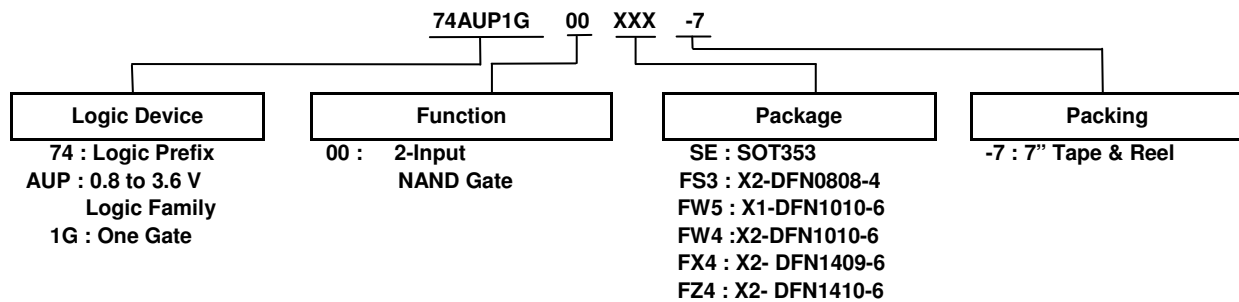 74AUP1G 00 XXX -7
Logic Device
74 : Logic Prefix
AUP : 0.8 to 3.6 V
Logic Family
1G : One Gate
Function
00 : 2-Input
NAND Gate
Package
SE : SOT353
FS3 : X2-DFN0808-4
FW5 : X1-DFN1010-6
FW4 :X2-DFN1010-6
FX4 : X2- DFN1409-6
FZ4 : X2- DFN1410-6
Packing
-7 : 7” Tape & Reel